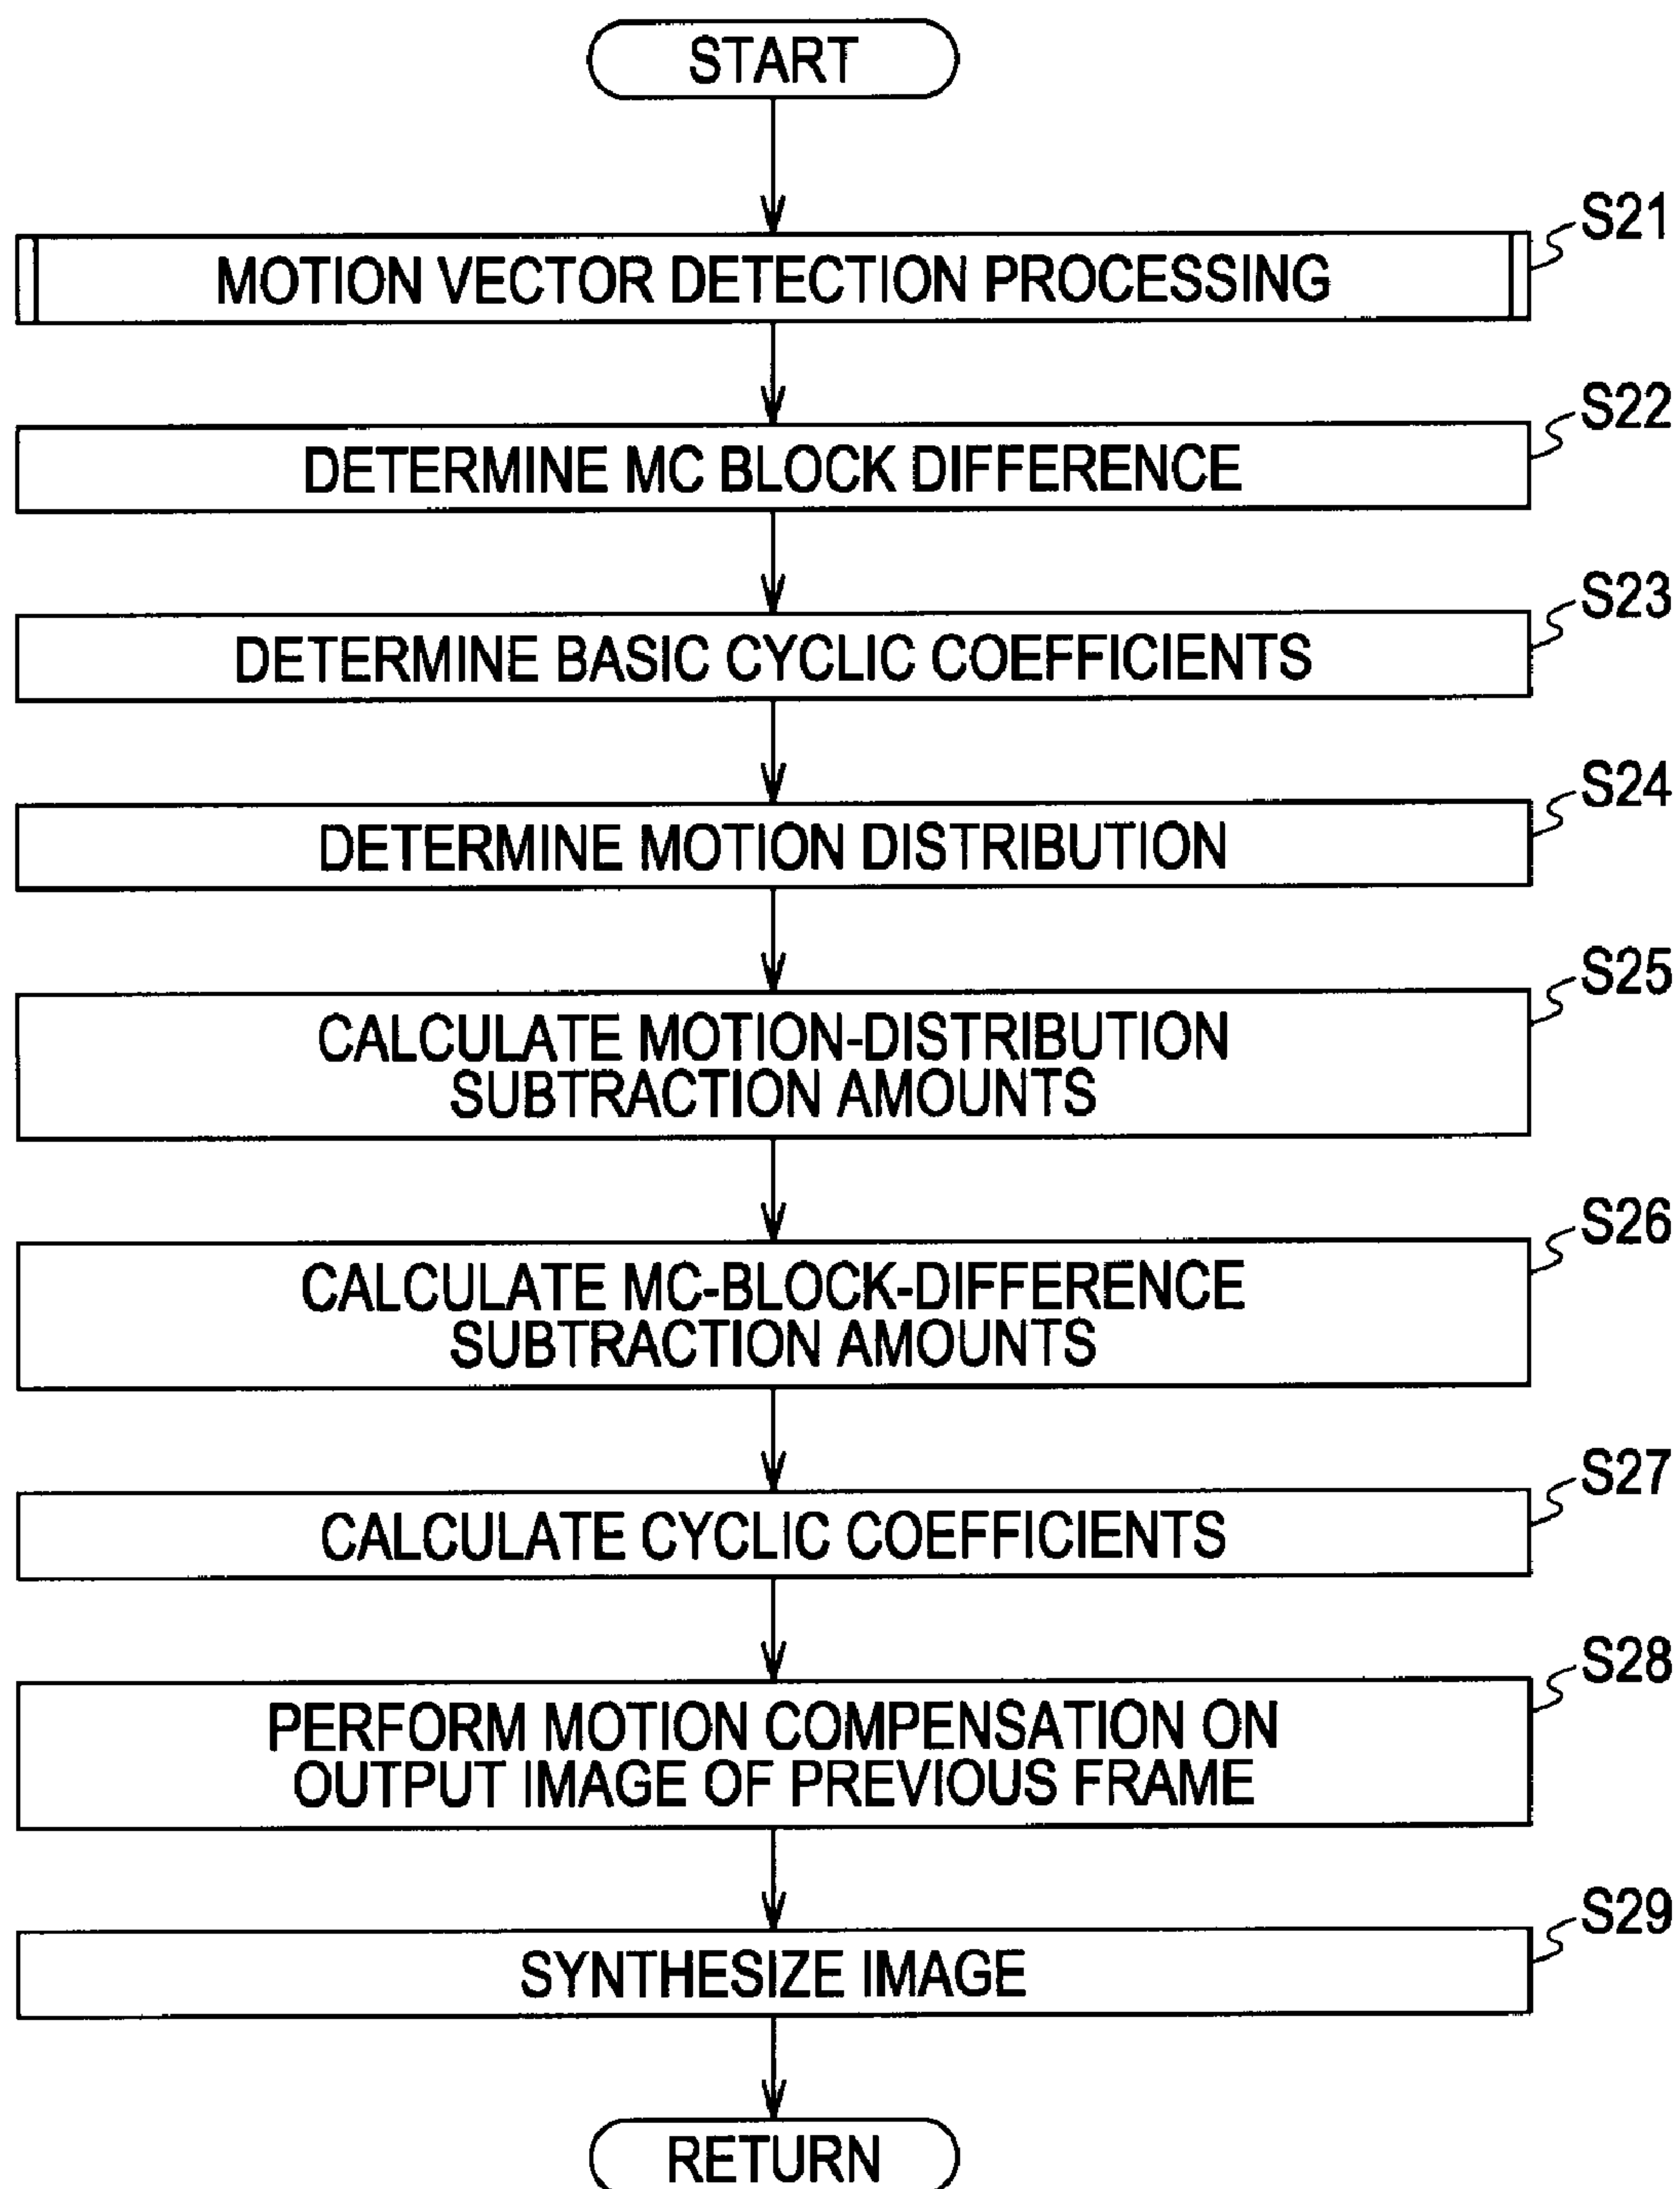 START
S21
MOTION VECTOR DETECTION PROCESSING
S22
DETERMINE MC BLOCK DIFFERENCE
S23
DETERMINE BASIC CYCLIC COEFFICIENTS
S24
DETERMINE MOTION DISTRIBUTION
S25
CALCULATE MOTION-DISTRIBUTION
SUBTRACTION AMOUNTS
S26
CALCULATE MC-BLOCK-DIFFERENCE
SUBTRACTION AMOUNTS
S27
CALCULATE CYCLIC COEFFICIENTS
S28
PERFORM MOTION COMPENSATION ON
OUTPUT IMAGE OF PREVIOUS FRAME
S29
SYNTHESIZE IMAGE
RETURN